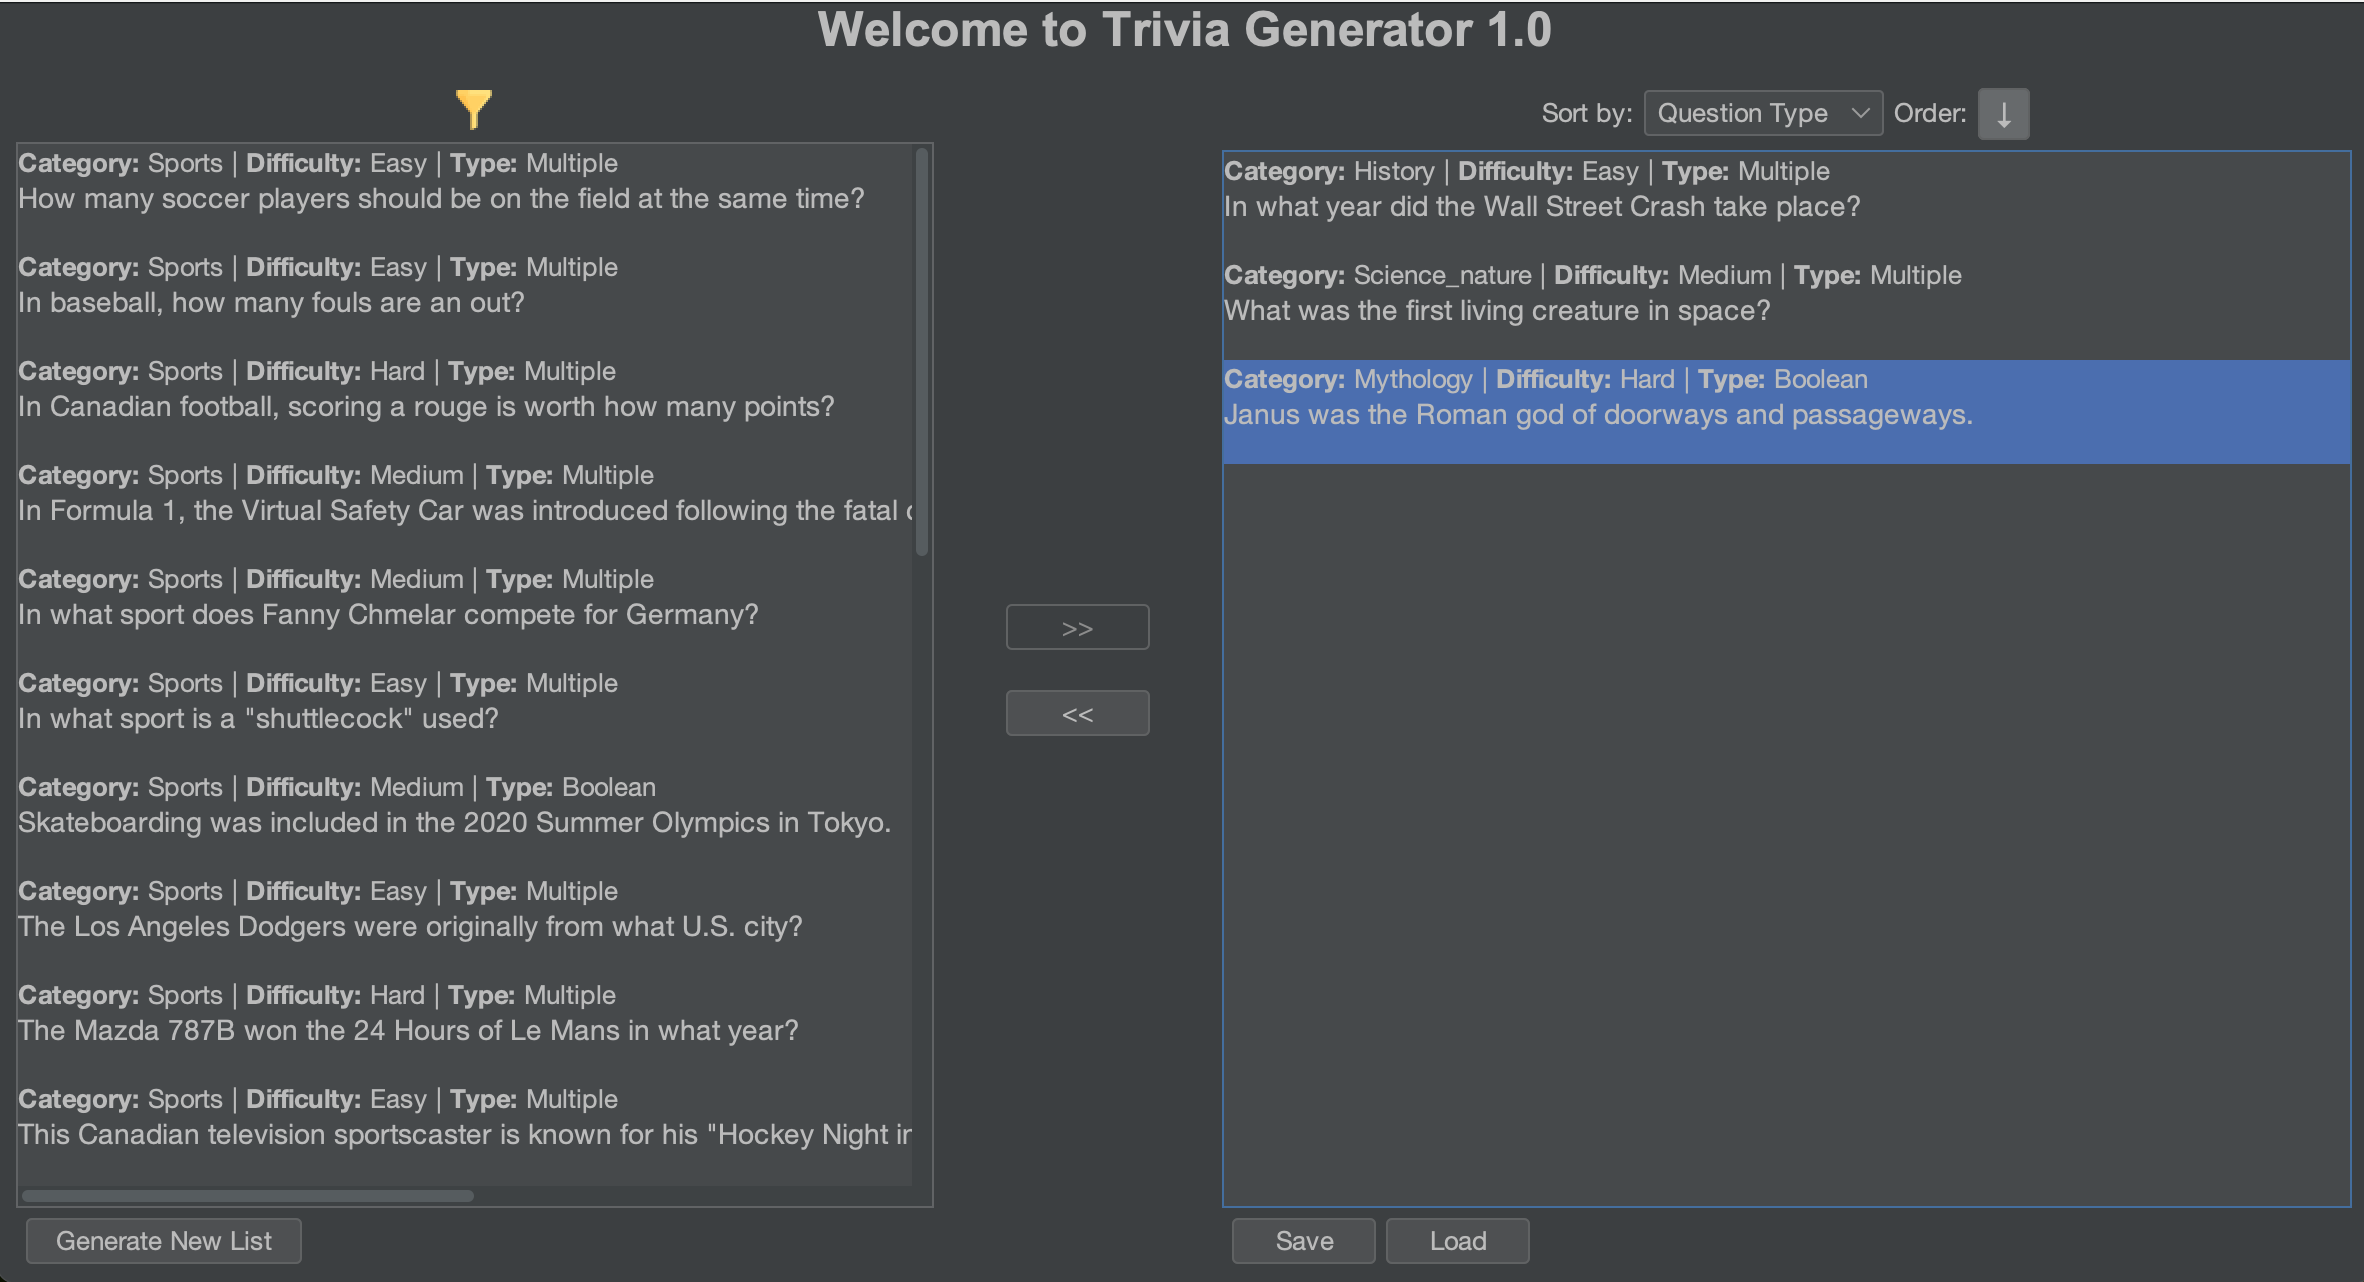 Welcome to Trivia Generator 1.0
Sort by: Question Type Order: ↓
Category: Sports | Difficulty: Easy | Type: Multiple
How many soccer players should be on the field at the same time?
Category: Sports | Difficulty: Easy | Type: Multiple
In baseball, how many fouls are an out?
Category: Sports | Difficulty: Hard | Type: Multiple
In Canadian football, scoring a rouge is worth how many points?
Category: Sports | Difficulty: Medium | Type: Multiple
In Formula 1, the Virtual Safety Car was introduced following the fatal
Category: Sports | Difficulty: Medium | Type: Multiple
In what sport does Fanny Chmelar compete for Germany?
Category: Sports | Difficulty: Easy | Type: Multiple
In what sport is a "shuttlecock" used?
Category: Sports | Difficulty: Medium | Type: Boolean
Skateboarding was included in the 2020 Summer Olympics in Tokyo.
Category: Sports | Difficulty: Easy | Type: Multiple
The Los Angeles Dodgers were originally from what U.S. city?
Category: Sports | Difficulty: Hard | Type: Multiple
The Mazda 787B won the 24 Hours of Le Mans in what year?
Category: Sports | Difficulty: Easy | Type: Multiple
This Canadian television sportscaster is known for his "Hockey Night
Generate New List
>>
<<
Category: History | Difficulty: Easy | Type: Multiple
In what year did the Wall Street Crash take place?
Category: Science_nature | Difficulty: Medium | Type: Multiple
What was the first living creature in space?
Category: Mythology | Difficulty: Hard | Type: Boolean
Janus was the Roman god of doorways and passageways.
Save Load